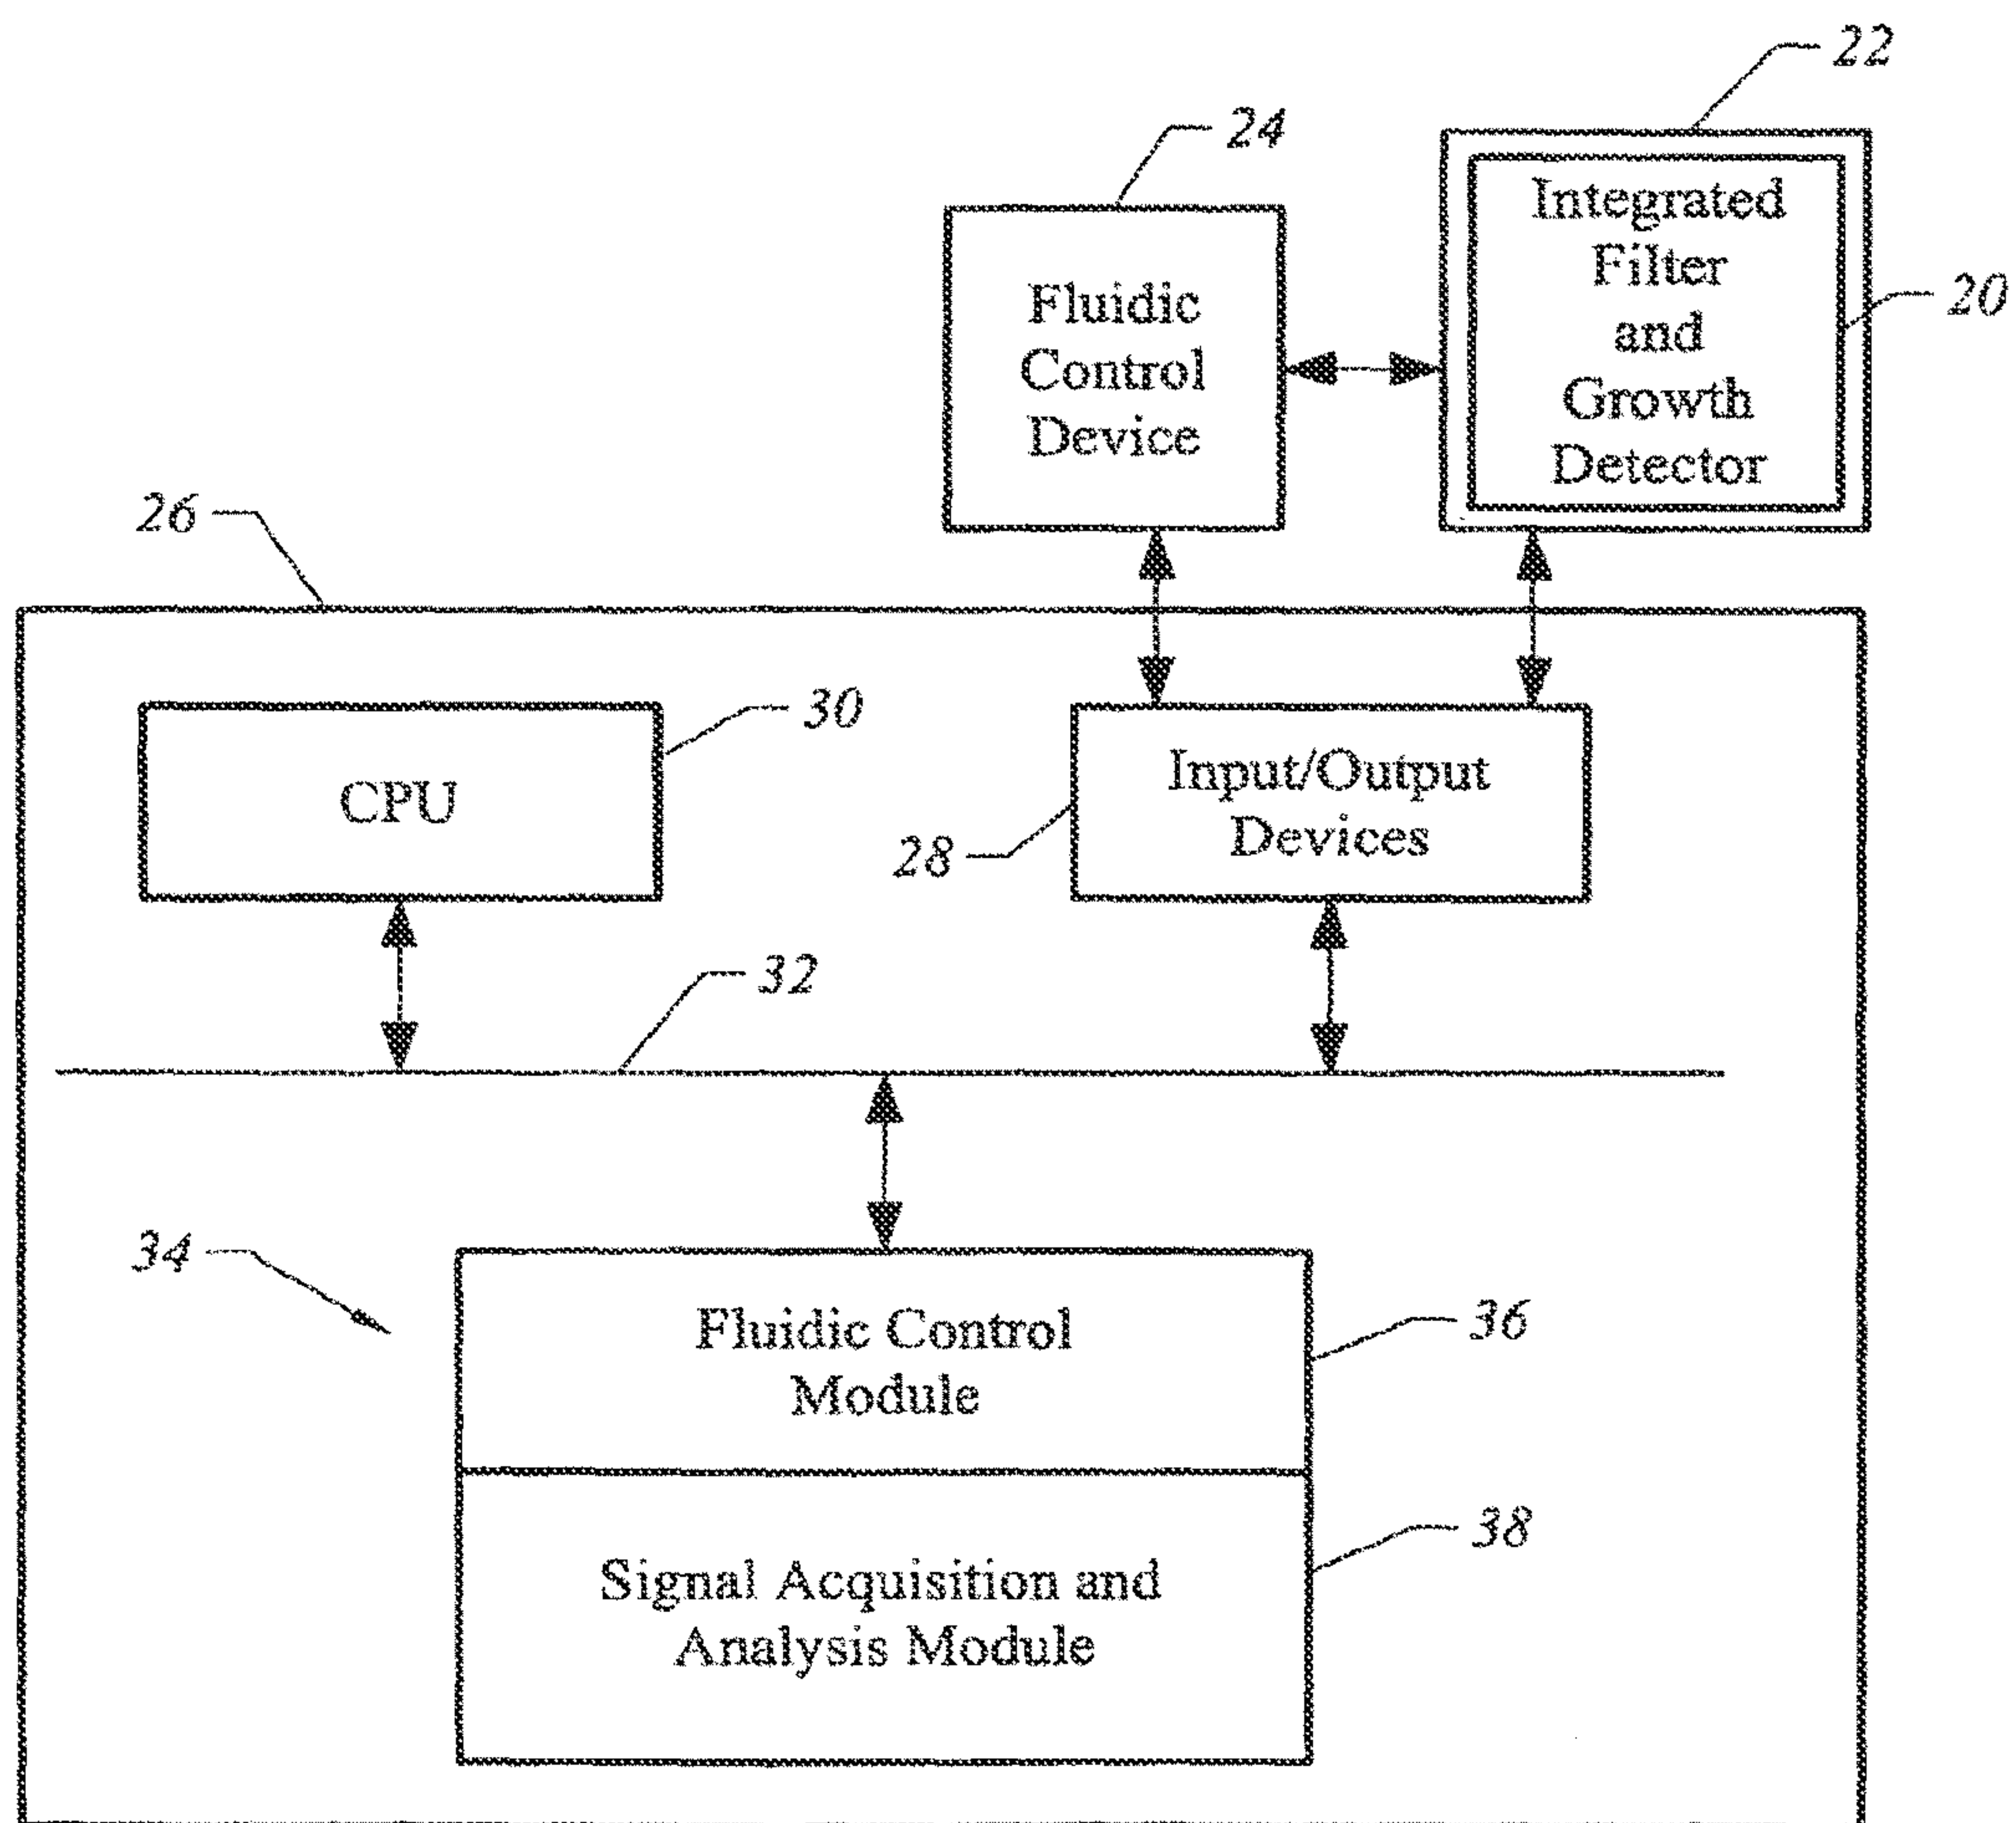 22
24
Integrated
Filter
and
Growth
Detector
20
Fluidic
Control
Device
26
30
CPU
Input/Output
Devices
28
32
34
Fluidic Control
Module
36
Signal Acquisition and
Analysis Module
38